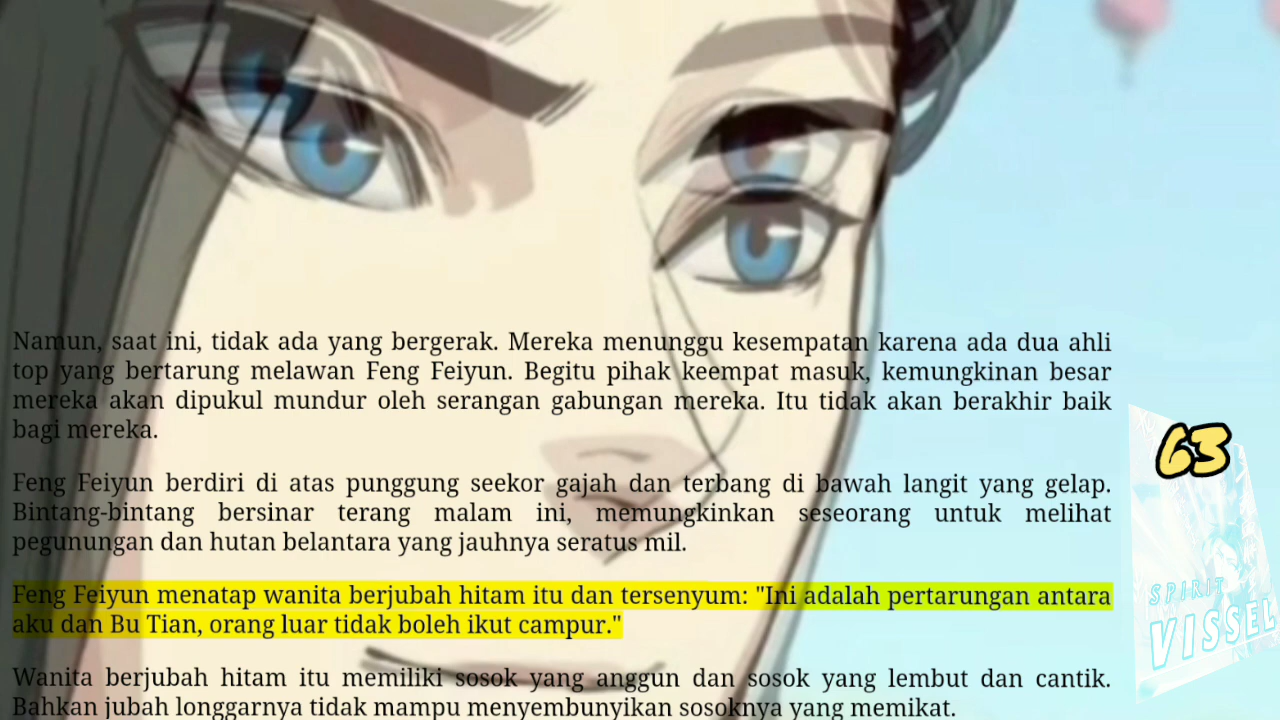 Namun, saat ini, tidak ada yang bergerak. Mereka menunggu kesempatan karena ada dua ahli
top yang bertarung melawan Feng Feiyun. Begitu pihak keempat masuk, kemungkinan besar
mereka akan dipukul mundur oleh serangan gabungan mereka. Itu tidak akan berakhir baik
bagi mereka.
Feng Feiyun berdiri di atas punggung seekor gajah dan terbang di bawah langit yang gelap.
Bintang-bintang bersinar terang malam ini, memungkinkan seseorang untuk melihat
pegunungan dan hutan belantara yang jauhnya seratus mil.
Feng Feiyun menatap wanita berjubah hitam itu dan tersenyum: "Ini adalah pertarungan antara
aku dan Bu Tian, orang luar tidak boleh ikut campur."
Wanita berjubah hitam itu memiliki sosok yang anggun dan sosok yang lembut dan cantik.
Bahkan jubah longgarnya tidak mampu menyembunyikan sosoknya yang memikat.
63
SPIRIT
VISSEL